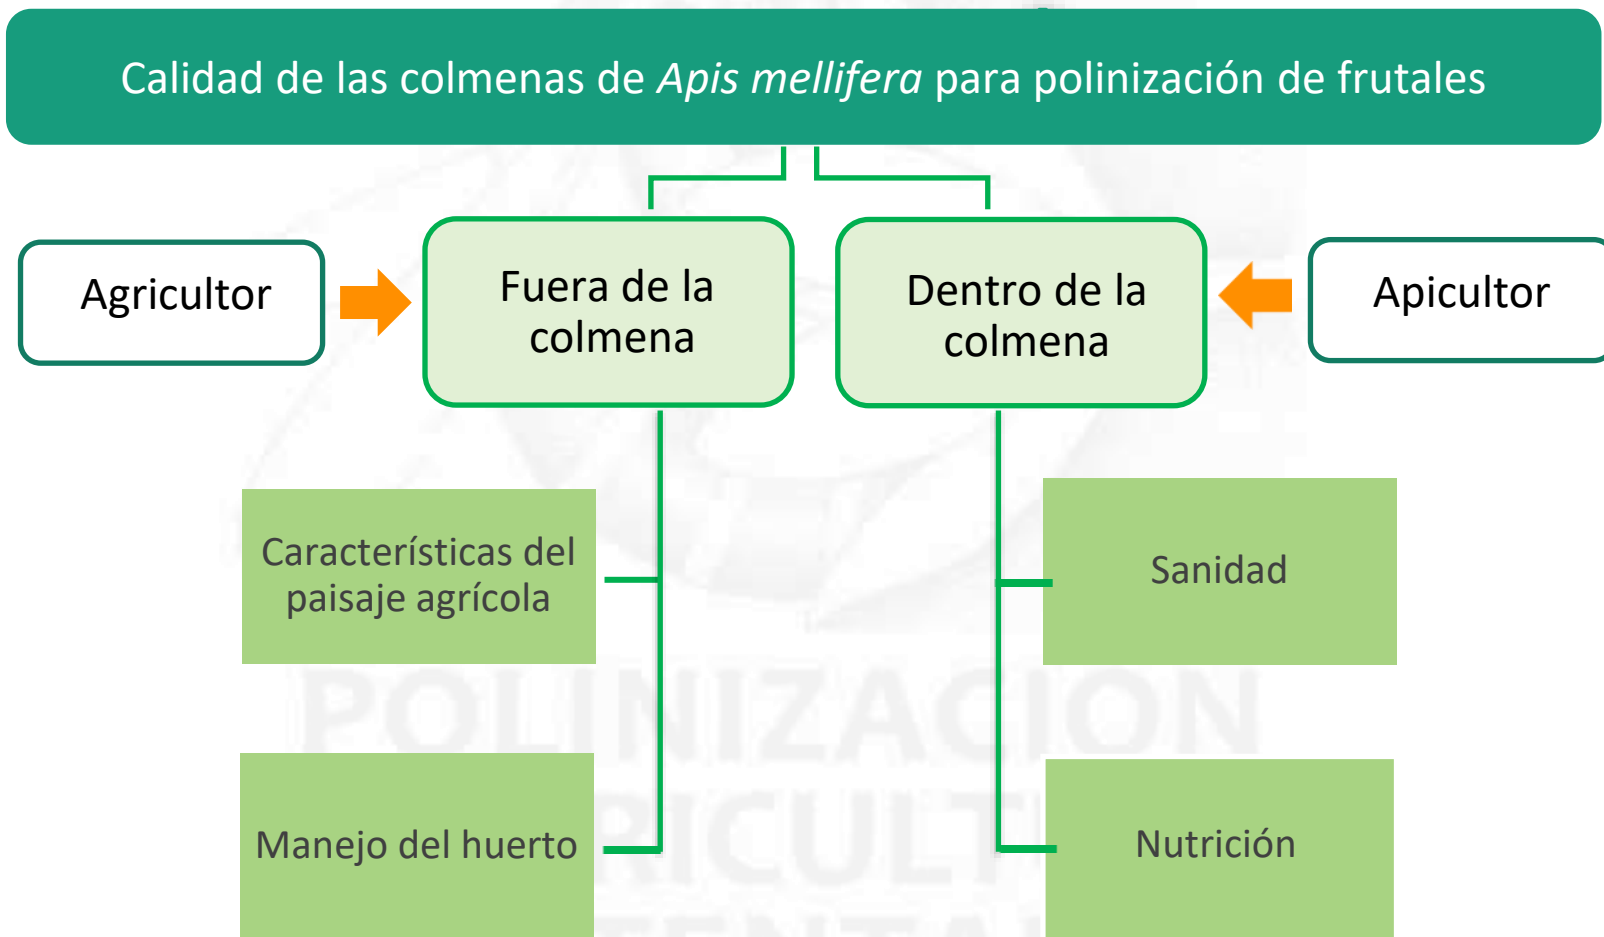 Calidad de las colmenas de Apis mellifera para polinización de frutales
Agricultor
Fuera de la
colmena
Dentro de la
colmena
Apicultor
Características del
paisaje agrícola
Sanidad
Manejo del huerto
Nutrición
POLINIZACIÓN